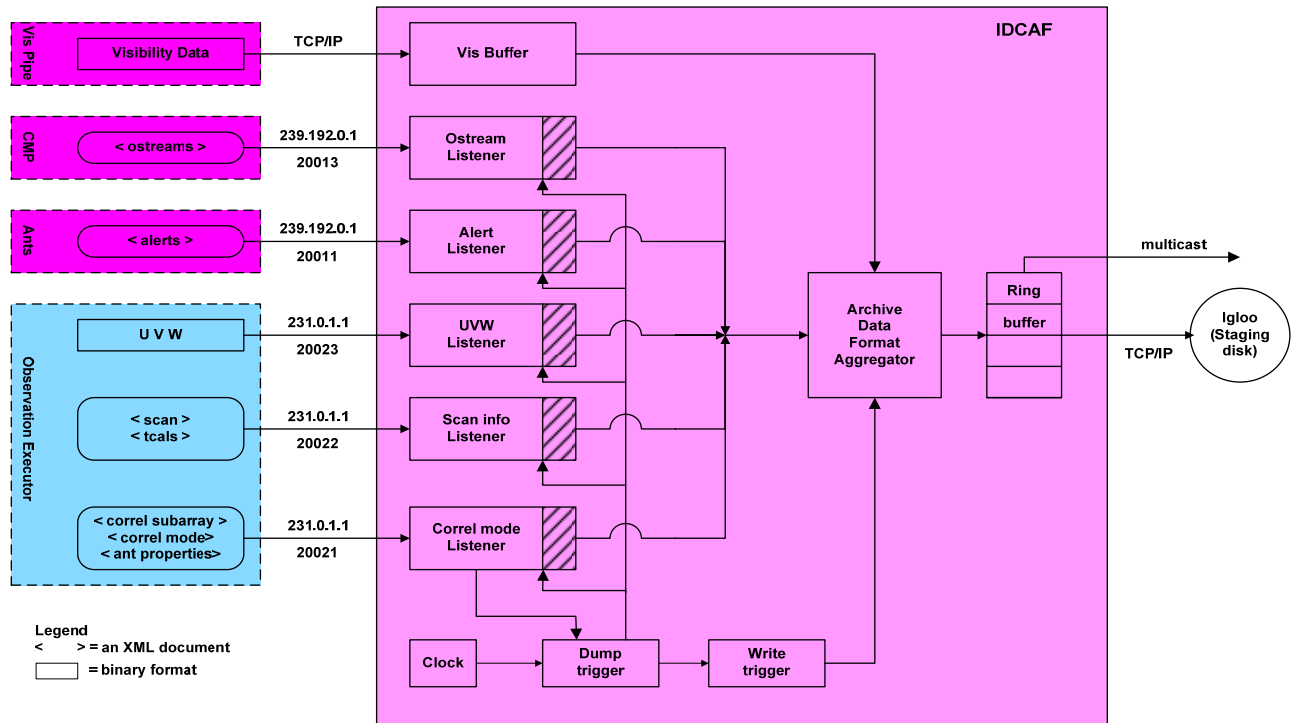 IDCAF
Vis Pipe
Visibility Data
TCP/IP
Vis Buffer
CMP
< ostreams >
239.192.0.1
20013
Ostream
Listener
Ants
< alerts >
239.192.0.1
20011
Alert
Listener
multicast
Observation Executor
U V W
231.0.1.1
20023
UVW
Listener
Archive
Data
Format
Aggregator
Ring
buffer
TCP/IP
Igloo
(Staging
disk)
< scan >
< tcals >
231.0.1.1
20022
Scan info
Listener
< correl subarray >
< correl mode>
< ant properties>
231.0.1.1
20021
Correl mode
Listener
Legend
< > = an XML document
= binary format
Clock
Dump
trigger
Write
trigger